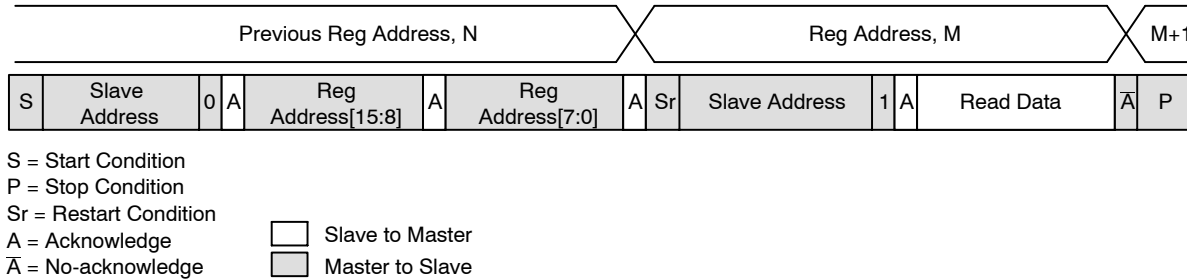 Previous Reg Address, N
Reg Address, M
M+1
S
Slave Address
0
A
Reg Address[15:8]
A
Reg Address[7:0]
A
Sr
Slave Address
1
A
Read Data
A̅
P
S = Start Condition
P = Stop Condition
Sr = Restart Condition
A = Acknowledge
A̅ = No-acknowledge
Slave to Master
Master to Slave